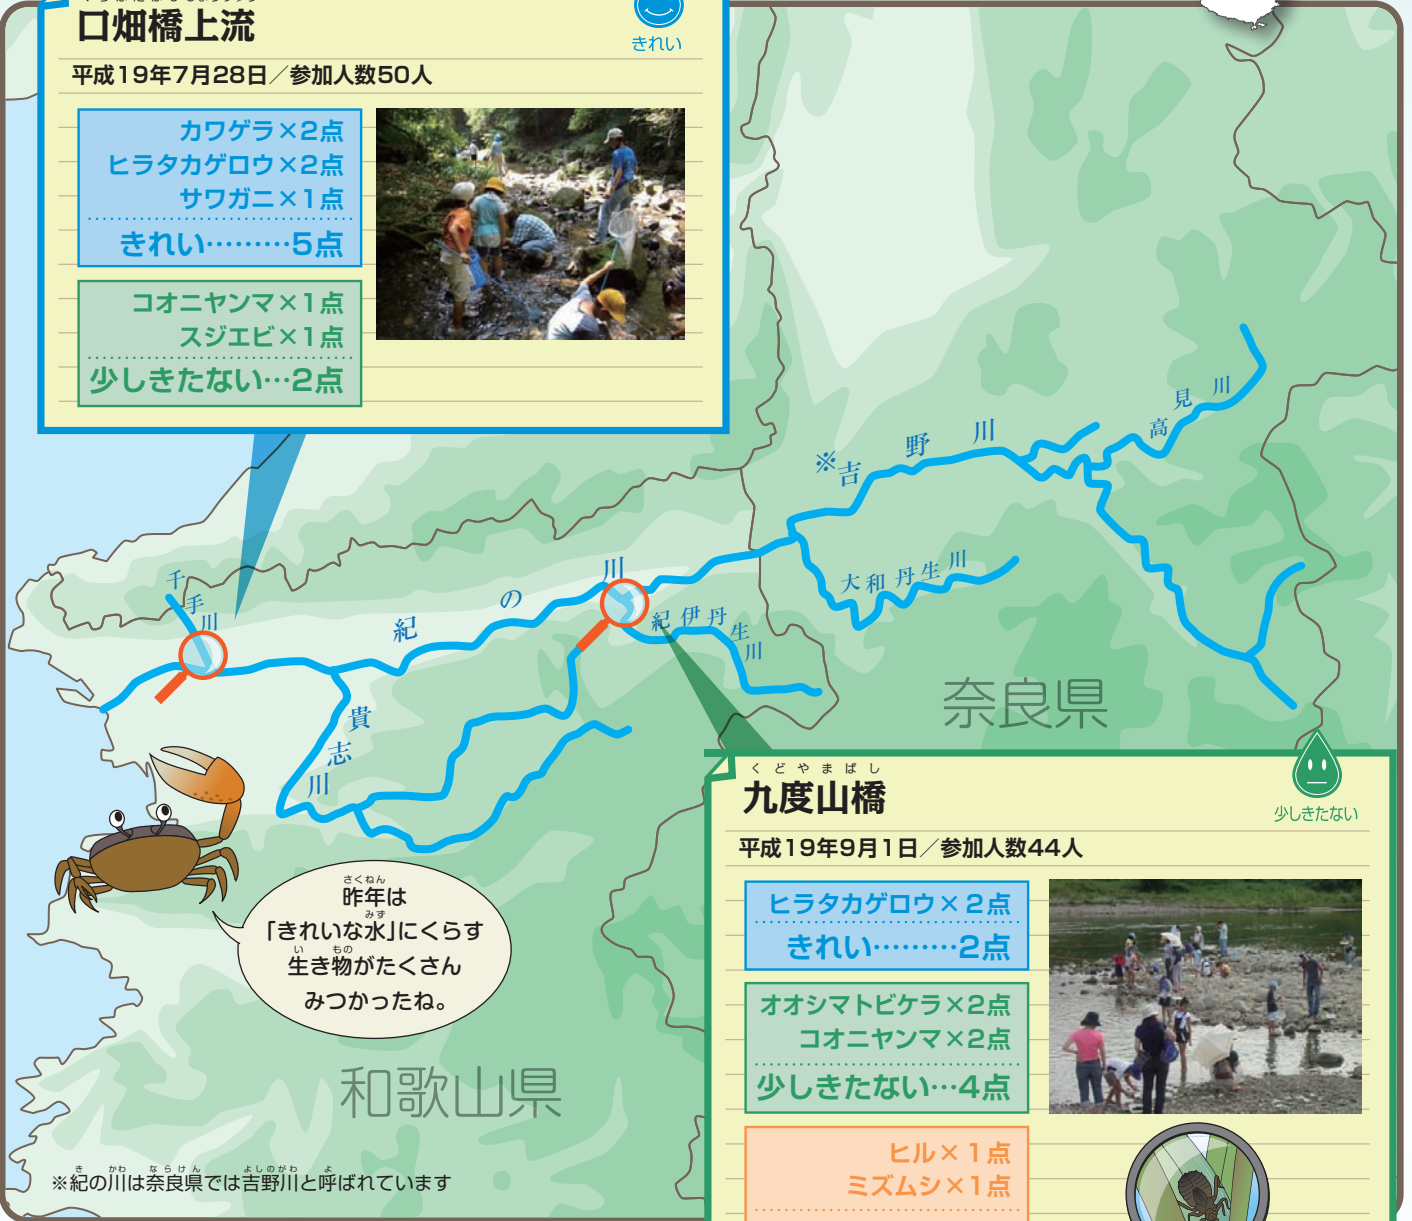 口畑橋上流
きれい
平成19年7月28日／参加人数50人
カワゲラ×2点
ヒラタカゲロウ×2点
サワガニ×1点
きれい………5点
コオニヤンマ×1点
スジエビ×1点
少しきたない…2点
高見川
※吉野川
大和丹生川
千手川
紀の川
紀伊丹生川
貴志川
奈良県
くどやまばし
九度山橋
少しきたない
平成19年9月1日／参加人数44人
ヒラタカゲロウ×2点
きれい………2点
オオシマトビケラ×2点
コオニヤンマ×2点
少しきたない…4点
ヒル×1点
ミズムシ×1点
さくねん
昨年は
みず
「きれいな水」にくらす
い もの
生き物がたくさん
みつかったね。
和歌山県
き かわ ならけん よしのがわ よ
※紀の川は奈良県では吉野川と呼ばれています